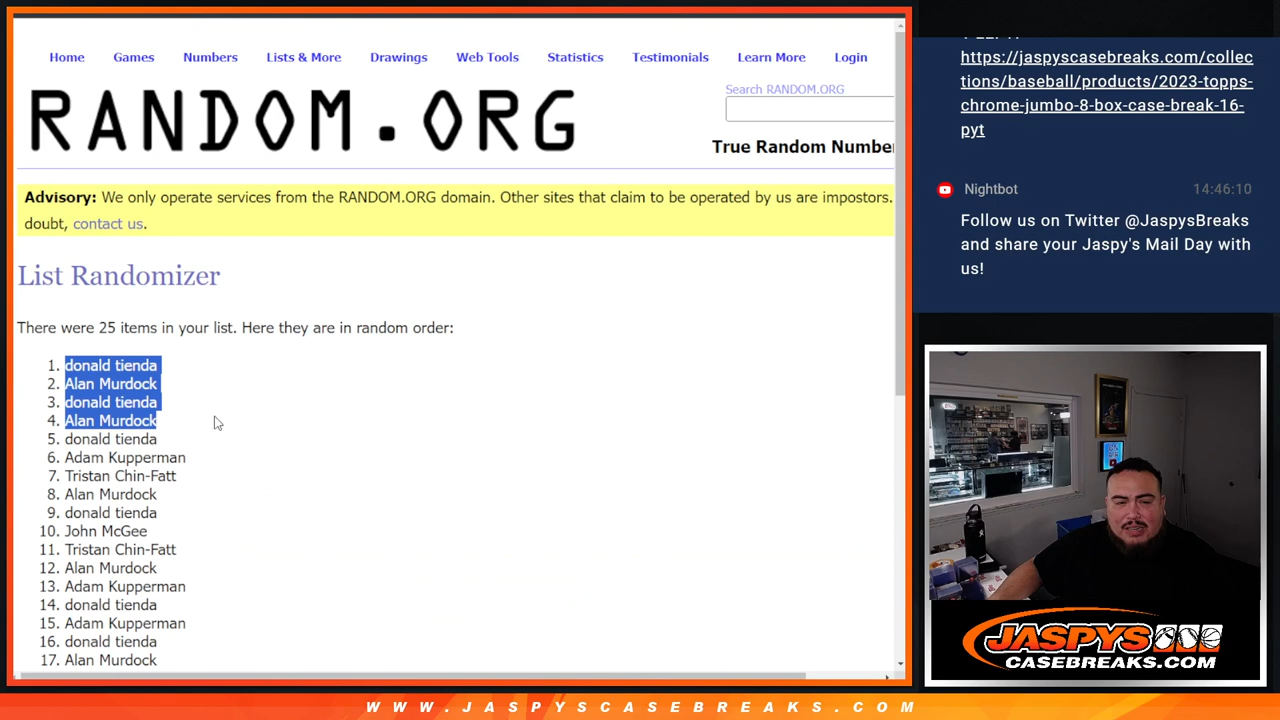 Home Games Numbers Lists & More Drawings Web Tools Statistics Testimonials Learn More Login
Search RANDOM.ORG
RANDOM.ORG
True Random Numbe
Advisory: We only operate services from the RANDOM.ORG domain. Other sites that claim to be operated by us are impostors.
doubt, contact us.
List Randomizer
There were 25 items in your list. Here they are in random order:
1. donald tienda
2. Alan Murdock
3. donald tienda
4. Alan Murdock
5. donald tienda
6. Adam Kupperman
7. Tristan Chin-Fatt
8. Alan Murdock
9. donald tienda
10. John McGee
11. Tristan Chin-Fatt
12. Alan Murdock
13. Adam Kupperman
14. donald tienda
15. Adam Kupperman
16. donald tienda
17. Alan Murdock
https://jaspyscasebreaks.com/collec
tions/baseball/products/2023-topps-
chrome-jumbo-8-box-case-break-16-
pyt
Nightbot 14:46:10
Follow us on Twitter @JaspysBreaks
and share your Jaspy's Mail Day with
us!
JASPYS
CASEBREAKS.COM
WWW.JASPYSCASEBREAKS.COM